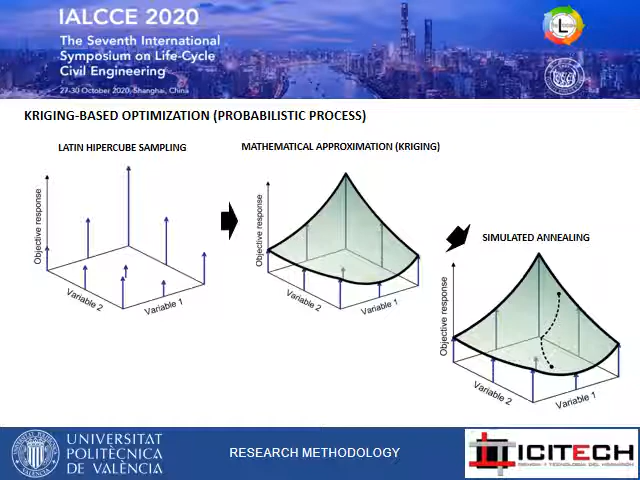 IALCCE 2020
The Seventh International
Symposium on Life-Cycle
Civil Engineering
27-30 October 2020, Shanghai, China
KRIGING-BASED OPTIMIZATION (PROBABILISTIC PROCESS)
LATIN HIPERCUBE SAMPLING
MATHEMATICAL APPROXIMATION (KRIGING)
SIMULATED ANNEALING
Objective response
Variable 2
Variable 1
Objective response
Variable 2
Variable 1
Objective response
Variable 2
Variable 1
UNIVERSITAT
POLITÈCNICA
DE VALÈNCIA
RESEARCH METHODOLOGY
ICITECH